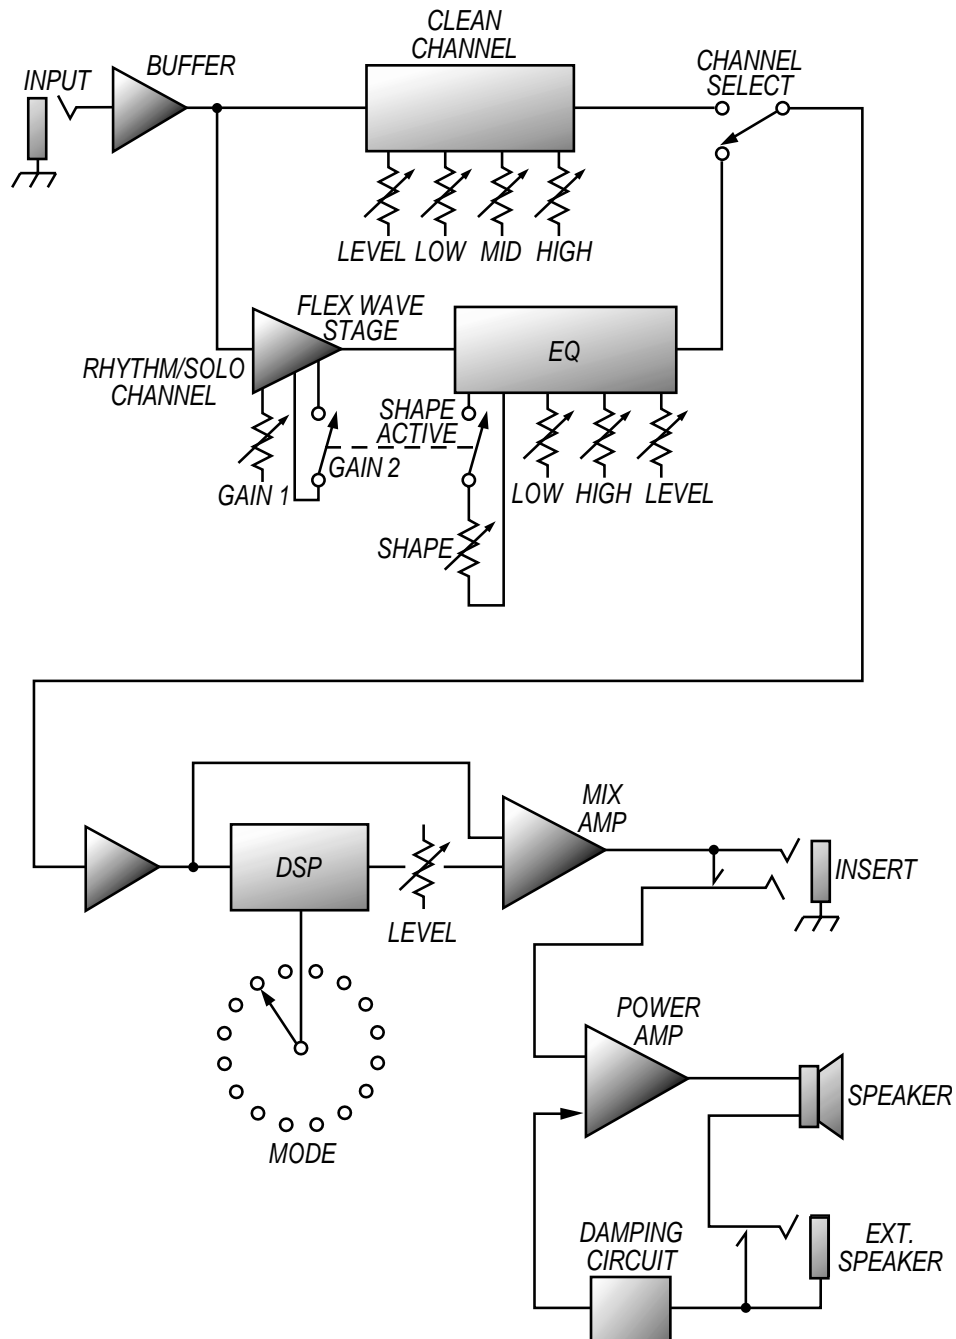 CLEAN
CHANNEL
INPUT
BUFFER
CHANNEL
SELECT
LEVEL LOW MID HIGH
FLEX WAVE
STAGE
EQ
RHYTHM/SOLO
CHANNEL
SHAPE
ACTIVE
GAIN 1
GAIN 2
LOW HIGH LEVEL
SHAPE
MIX
AMP
DSP
INSERT
LEVEL
MODE
POWER
AMP
SPEAKER
DAMPING
CIRCUIT
EXT.
SPEAKER